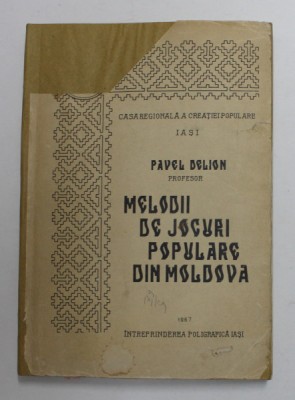 CASA REGIONALĂ A CREAȚIEI POPULARE
IAȘI
PAVEL DELION
PROFESOR
MELODII
DE JOCURI
POPULARE
DIN MOLDOVA
1967
ÎNTREPRINDEREA POLIGRAFICĂ IAȘI